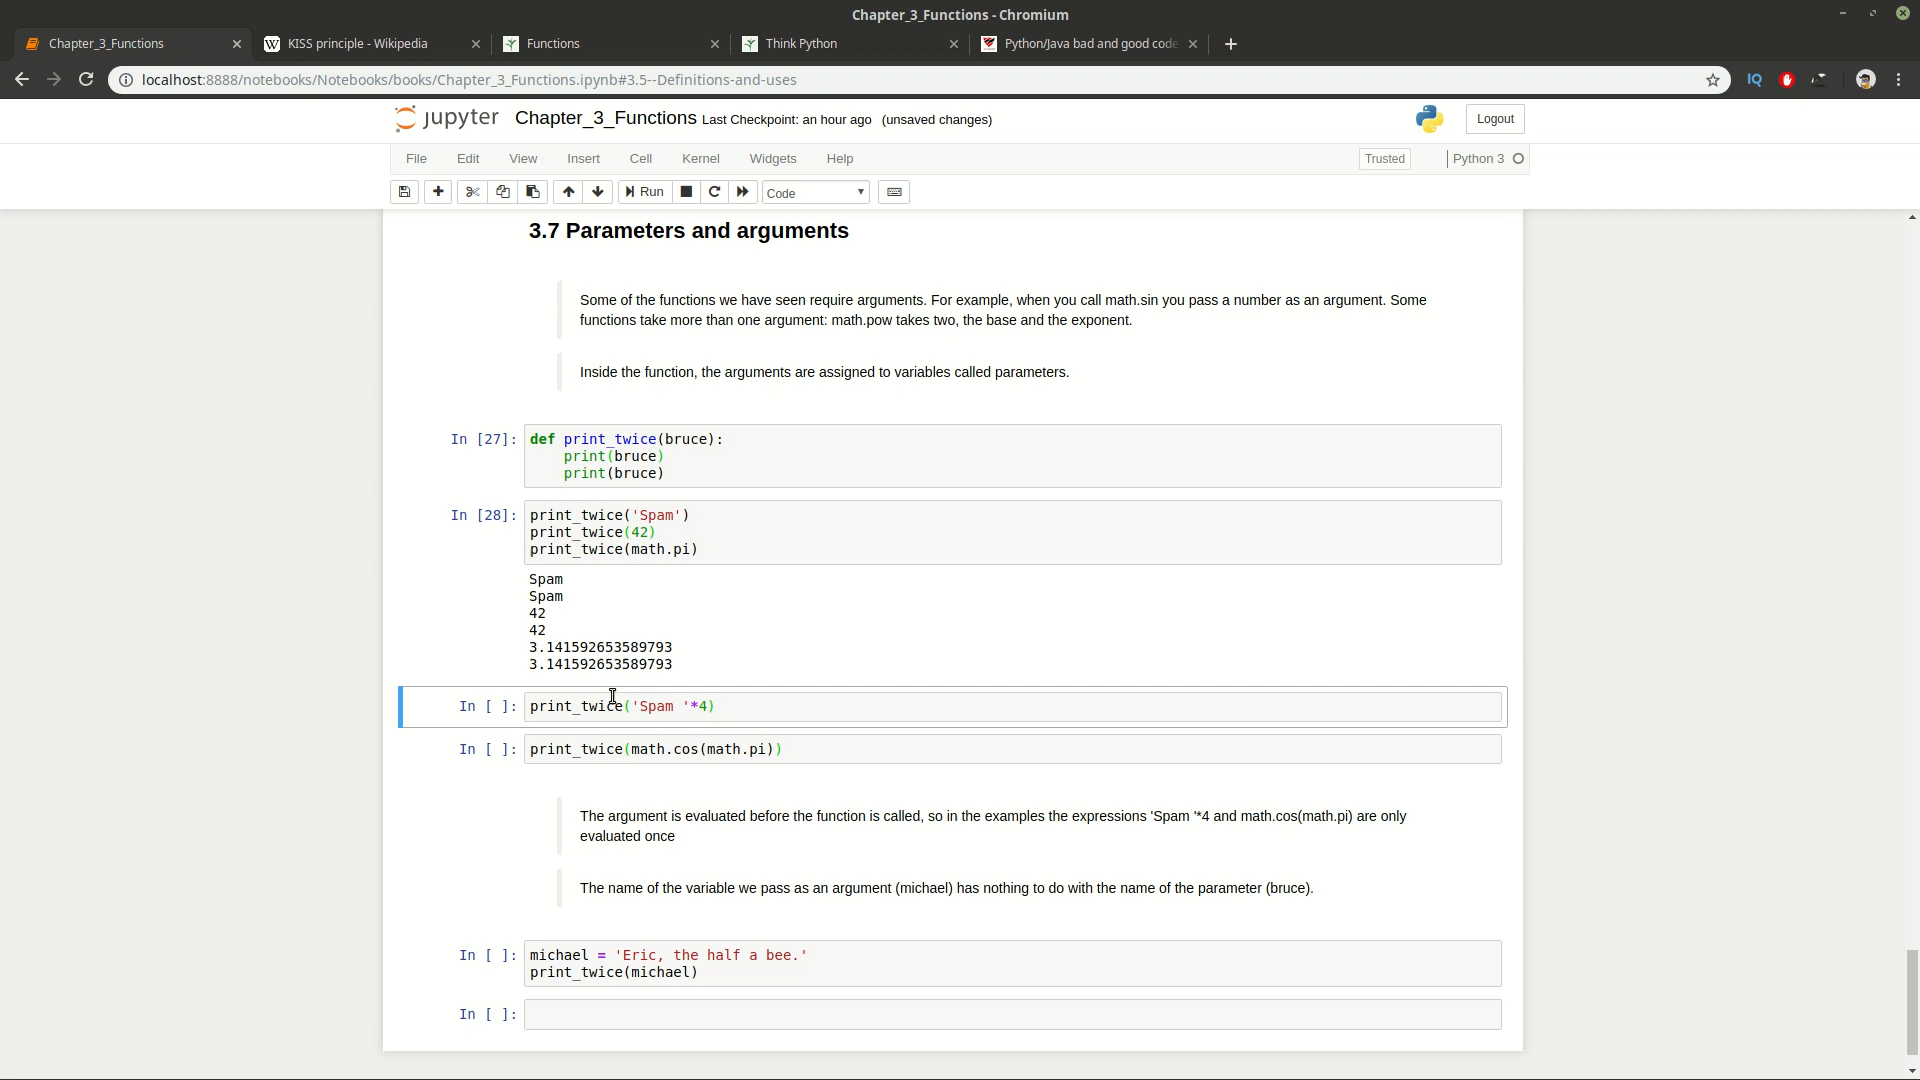 Chapter_3_Functions - Chromium
Chapter_3_Functions
KISS principle - Wikipedia
Functions
Think Python
Python/Java bad and good code
localhost:8888/notebooks/Notebooks/books/Chapter_3_Functions.ipynb#3.5--Definitions-and-uses
IQ
jupyter Chapter_3_Functions Last Checkpoint: an hour ago (unsaved changes)
Logout
File Edit View Insert Cell Kernel Widgets Help
Trusted
Python 3
Run
Code
3.7 Parameters and arguments
Some of the functions we have seen require arguments. For example, when you call math.sin you pass a number as an argument. Some
functions take more than one argument: math.pow takes two, the base and the exponent.
Inside the function, the arguments are assigned to variables called parameters.
In [27]: def print_twice(bruce):
    print(bruce)
    print(bruce)
In [28]: print_twice('Spam')
print_twice(42)
print_twice(math.pi)
Spam
Spam
42
42
3.141592653589793
3.141592653589793
In [ ]: print_twice('Spam '*4)
In [ ]: print_twice(math.cos(math.pi))
The argument is evaluated before the function is called, so in the examples the expressions 'Spam '*4 and math.cos(math.pi) are only
evaluated once
The name of the variable we pass as an argument (michael) has nothing to do with the name of the parameter (bruce).
In [ ]: michael = 'Eric, the half a bee.'
print_twice(michael)
In [ ]: